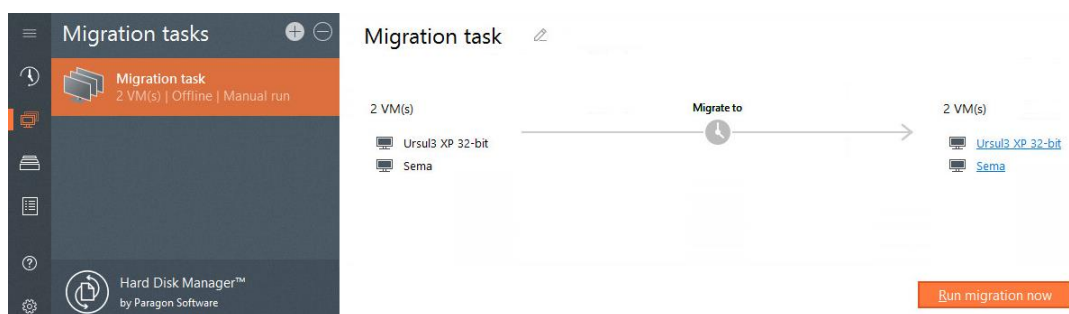 Migration tasks
Migration task
2 VM(s) | Offline | Manual run
Hard Disk Manager™
by Paragon Software
Migration task
2 VM(s)
Ursul3 XP 32-bit
Sema
Migrate to
2 VM(s)
Ursul3 XP 32-bit
Sema
Run migration now